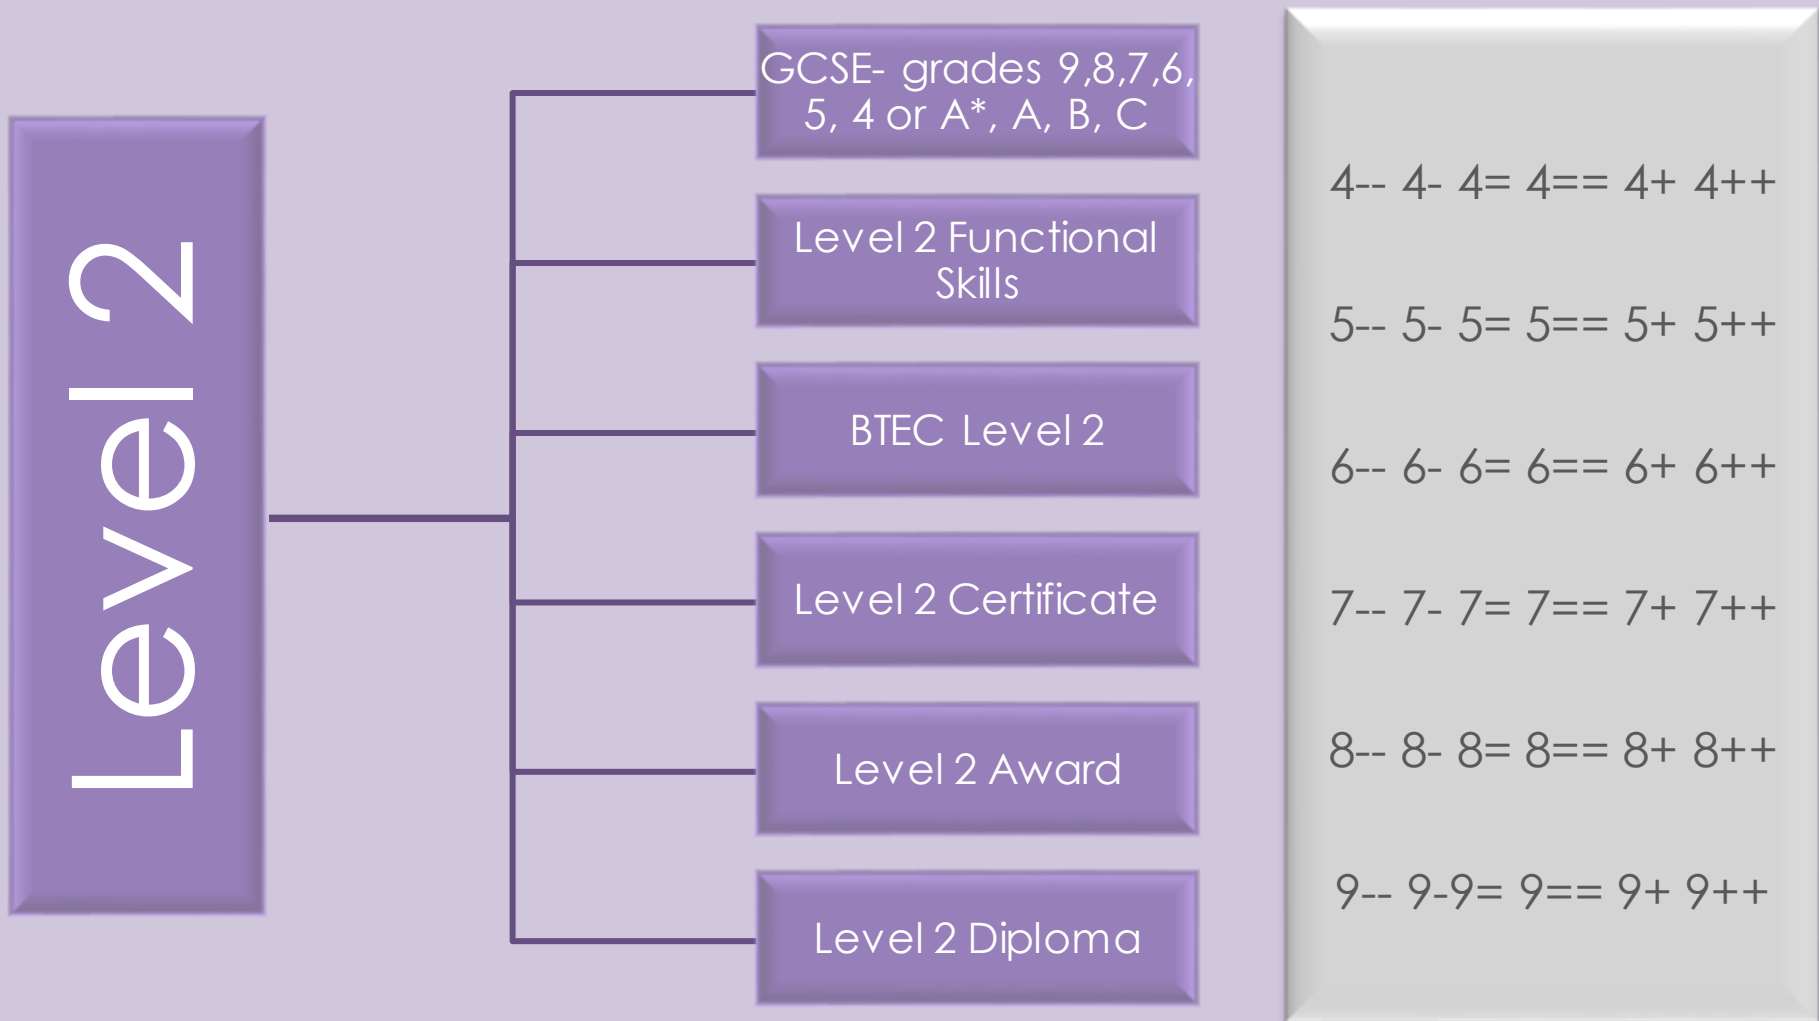 Level 2
GCSE- grades 9,8,7,6,
5, 4 or A*, A, B, C
Level 2 Functional
Skills
BTEC Level 2
Level 2 Certificate
Level 2 Award
Level 2 Diploma
4-- 4- 4= 4== 4+ 4++
5-- 5- 5= 5== 5+ 5++
6-- 6- 6= 6== 6+ 6++
7-- 7- 7= 7== 7+ 7++
8-- 8- 8= 8== 8+ 8++
9-- 9-9= 9== 9+ 9++